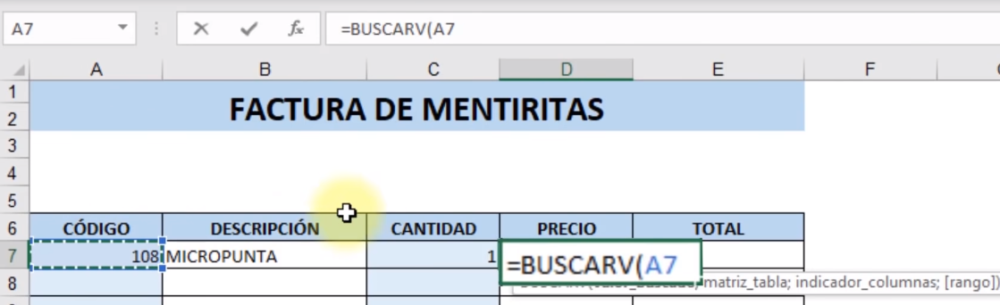 A7 fx =BUSCARV(A7
A B C D E F
1
2 FACTURA DE MENTIRITAS
3
4
5
6 CÓDIGO DESCRIPCIÓN CANTIDAD PRECIO TOTAL
7 108 MICROPUNTA 1 =BUSCARV(A7
8 matriz_tabla; indicador_columnas; [rango])